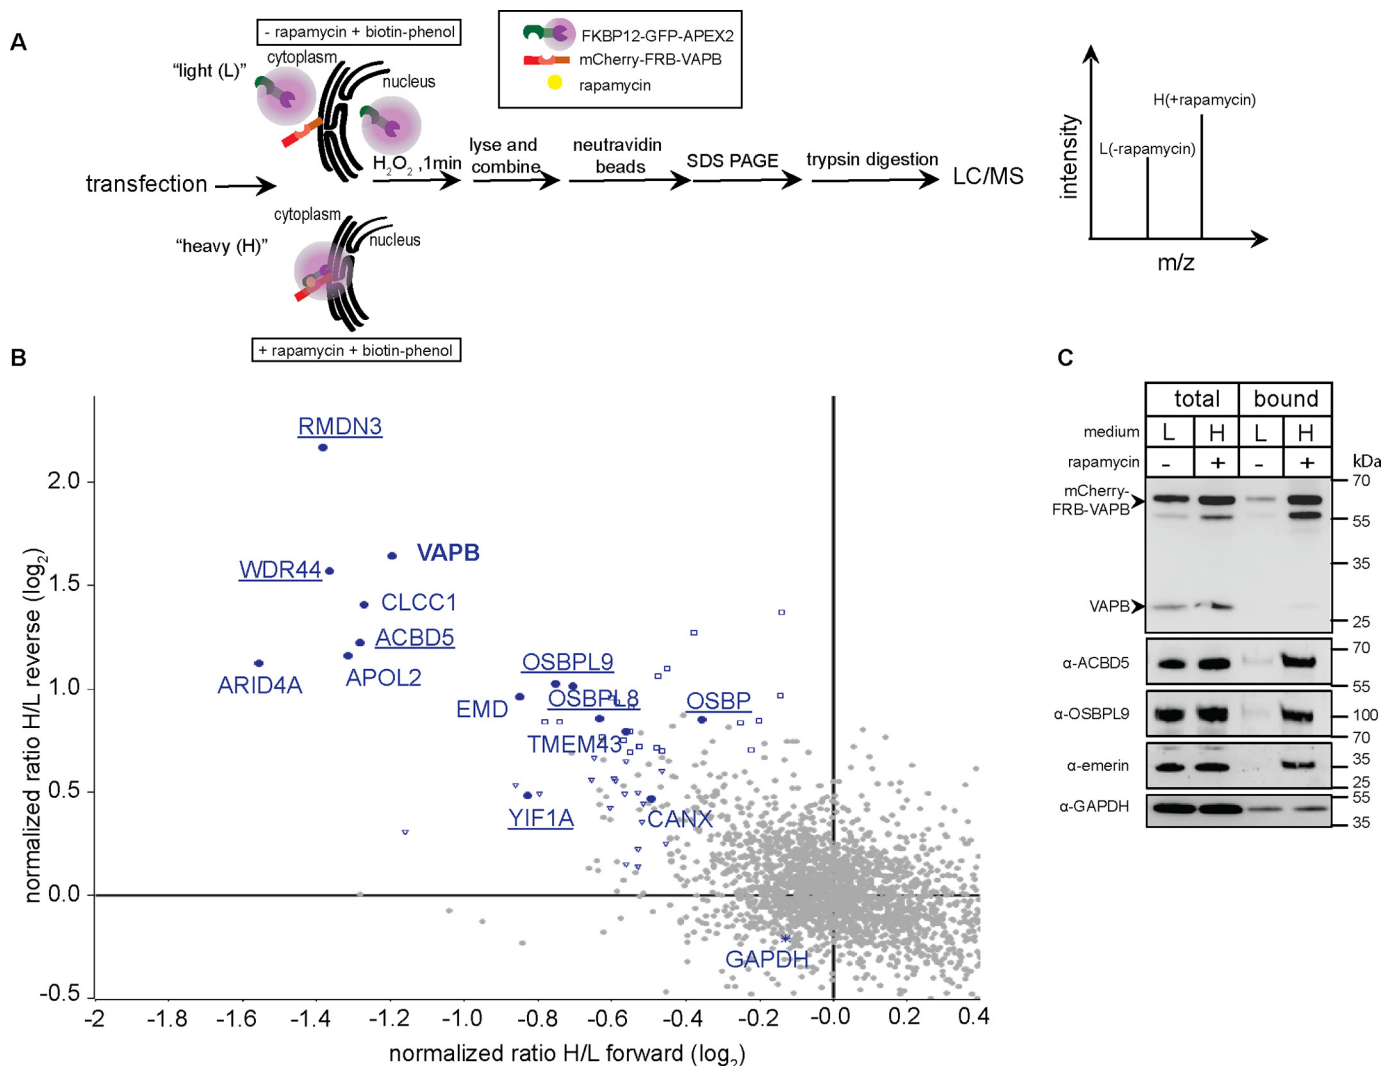 A
- rapamycin + biotin-phenol
"light (L)"
cytoplasm
nucleus
FKBP12-GFP-APEX2
mCherry-FRB-VAPB
rapamycin
transfection
H2O2 ,1min
lyse and
combine
neutravidin
beads
SDS PAGE
trypsin digestion
LC/MS
intensity
L(-rapamycin)
H(+rapamycin)
m/z
"heavy (H)"
cytoplasm
nucleus
+ rapamycin + biotin-phenol
B
normalized ratio H/L reverse (log2)
2.0
1.5
1.0
0.5
0.0
-0.5
RMDN3
WDR44
VAPB
CLCC1
ACBD5
ARID4A
APOL2
OSBPL9
EMD
OSBPL8
OSBP
TMEM43
YIF1A
CANX
GAPDH
-2
-1.8
-1.6
-1.4
-1.2
-1.0
-0.8
-0.6
-0.4
-0.2
-0.0
0.2
0.4
normalized ratio H/L forward (log2)
C
total
bound
medium
L
H
L
H
rapamycin
-
+
-
+
kDa
mCherry-
FRB-VAPB
VAPB
70
55
35
25
α-ACBD5
70
55
α-OSBPL9
100
70
α-emerin
35
25
α-GAPDH
55
35